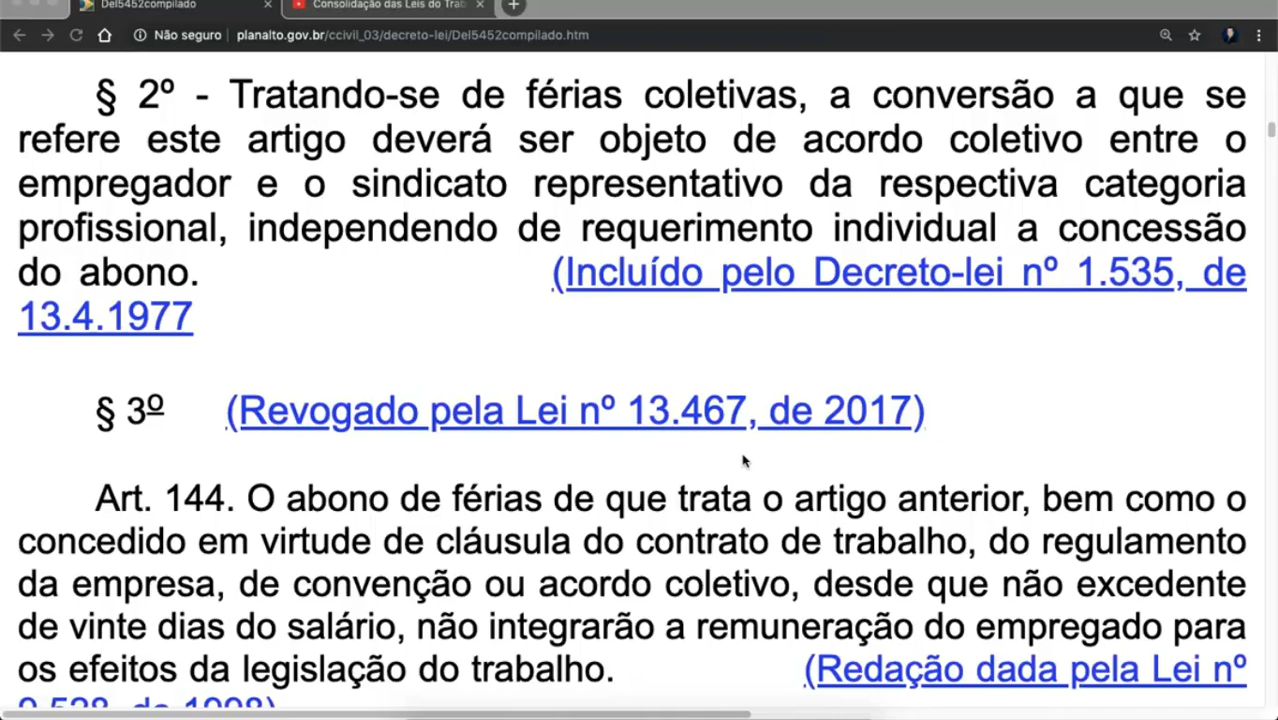 Del5452compilado
Consolidação das Leis do Trab
Não seguro | planalto.gov.br/ccivil_03/decreto-lei/Del5452compilado.htm
§ 2º - Tratando-se de férias coletivas, a conversão a que se
refere este artigo deverá ser objeto de acordo coletivo entre o
empregador e o sindicato representativo da respectiva categoria
profissional, independendo de requerimento individual a concessão
do abono. (Incluído pelo Decreto-lei nº 1.535, de
13.4.1977
§ 3º (Revogado pela Lei nº 13.467, de 2017)
Art. 144. O abono de férias de que trata o artigo anterior, bem como o
concedido em virtude de cláusula do contrato de trabalho, do regulamento
da empresa, de convenção ou acordo coletivo, desde que não excedente
de vinte dias do salário, não integrarão a remuneração do empregado para
os efeitos da legislação do trabalho. (Redação dada pela Lei nº
9.528, de 1998)